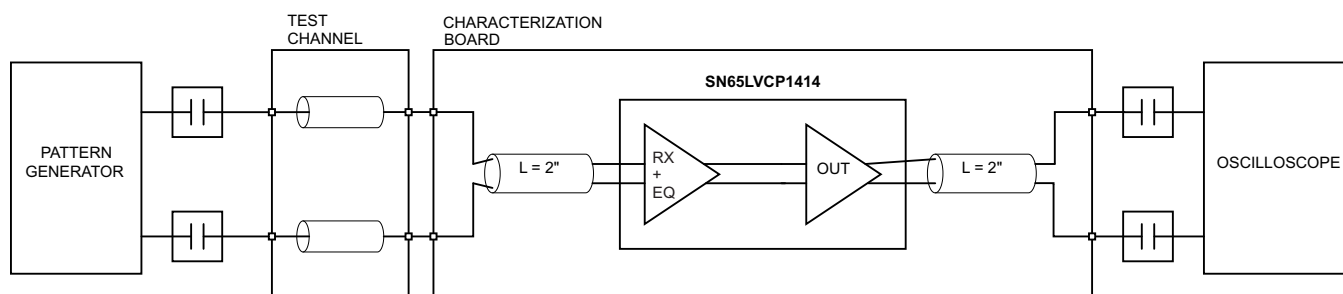 TEST
CHANNEL
CHARACTERIZATION
BOARD
SN65LVCP1414
PATTERN
GENERATOR
L = 2"
RX
+
EQ
OUT
L = 2"
OSCILLOSCOPE